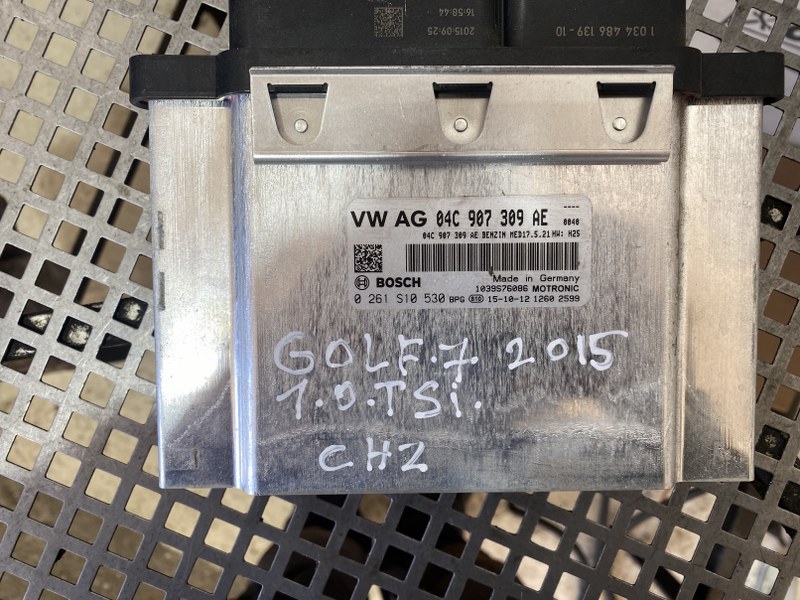 16:58:44
2015-09-25
1 034 486 139-10
----
VW AG 04C 907 309 AE 0040
04C 907 309 AE BENZIN MED17.5.21 HW: H25
Made in Germany
BOSCH 1039S76086 MOTRONIC
0 261 S10 530 BPG 15-10-12 1260 2599
GOLF.7 2015
1.0.TSi.
CHZ